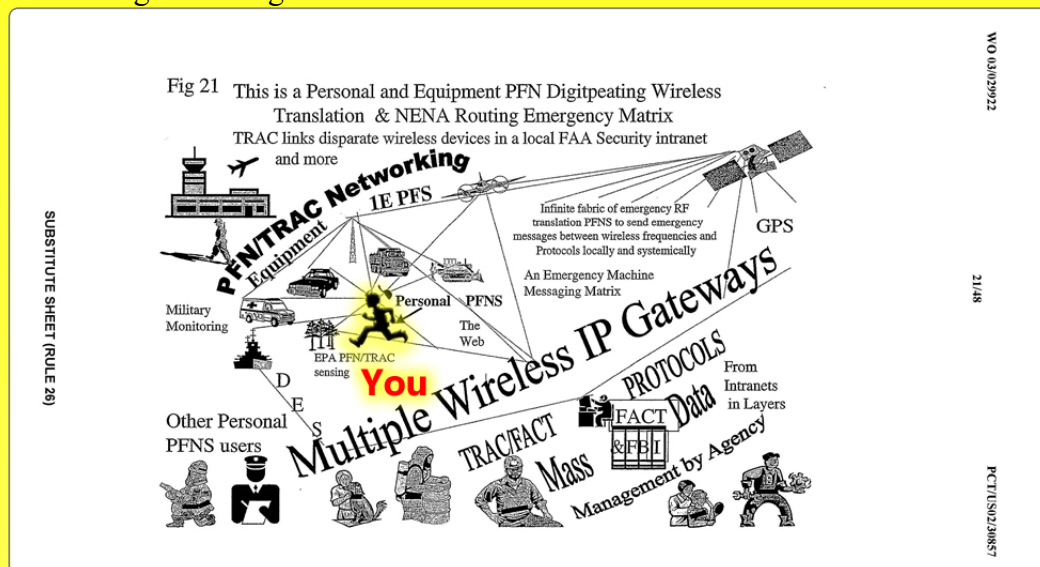 WO 03/029922
Fig 21 This is a Personal and Equipment PFN Digitpeating Wireless
Translation & NENA Routing Emergency Matrix
TRAC links disparate wireless devices in a local FAA Security intranet
and more
PFN/TRAC Networking
1E PFS
Equipment
Infinite fabric of emergency RF
translation PFNS to send emergency
messages between wireless frequencies and
Protocols locally and systemically
GPS
An Emergency Machine
Messaging Matrix
Personal PFNS
Military
Monitoring
The
Web
EPA PFN/TRAC
sensing
You
D
E
S
Multiple Wireless IP Gateways
PROTOCOLS
Data
From
Intranets
in Layers
Other Personal
PFNS users
TRAC/FACT
Mass
FACT
&FBI
Management by Agency
SUBSTITUTE SHEET (RULE 26)
21/48
PCT/US02/30857